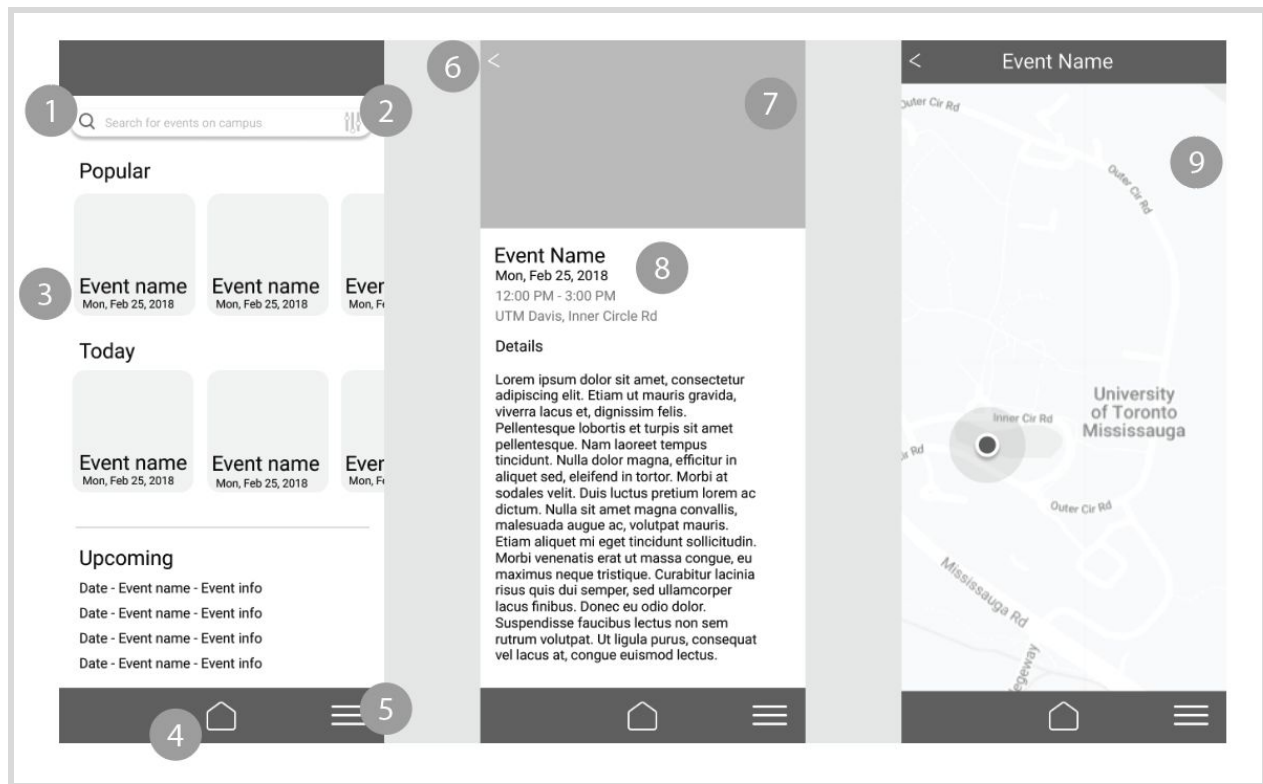 1
Search for events on campus
2
Popular
3
Event name
Mon, Feb 25, 2018
Event name
Mon, Feb 25, 2018
Ever
Mon, Fe
Today
Event name
Mon, Feb 25, 2018
Event name
Mon, Feb 25, 2018
Ever
Mon, Fe
Upcoming
Date - Event name - Event info
Date - Event name - Event info
Date - Event name - Event info
Date - Event name - Event info
4
5
6
<
7
Event Name
8
Mon, Feb 25, 2018
12:00 PM - 3:00 PM
UTM Davis, Inner Circle Rd
Details
Lorem ipsum dolor sit amet, consectetur
adipiscing elit. Etiam ut mauris gravida,
viverra lacus et, dignissim felis.
Pellentesque lobortis et turpis sit amet
pellentesque. Nam laoreet tempus
tincidunt. Nulla dolor magna, efficitur in
aliquet sed, eleifend in tortor. Morbi at
sodales velit. Duis luctus pretium lorem ac
dictum. Nulla sit amet magna convallis,
malesuada augue ac, volutpat mauris.
Etiam aliquet mi eget tincidunt sollicitudin.
Morbi venenatis erat ut massa congue, eu
maximus neque tristique. Curabitur lacinia
risus quis dui semper, sed ullamcorper
lacus finibus. Donec eu odio dolor.
Suspendisse faucibus lectus non sem
rutrum volutpat. Ut ligula purus, consequat
vel lacus at, congue euismod lectus.
< Event Name
Outer Cir Rd
9
Outer Cir Rd
University
of Toronto
Mississauga
Inner Cir Rd
Rd
Outer Cir Rd
Mississauga Rd
legeway